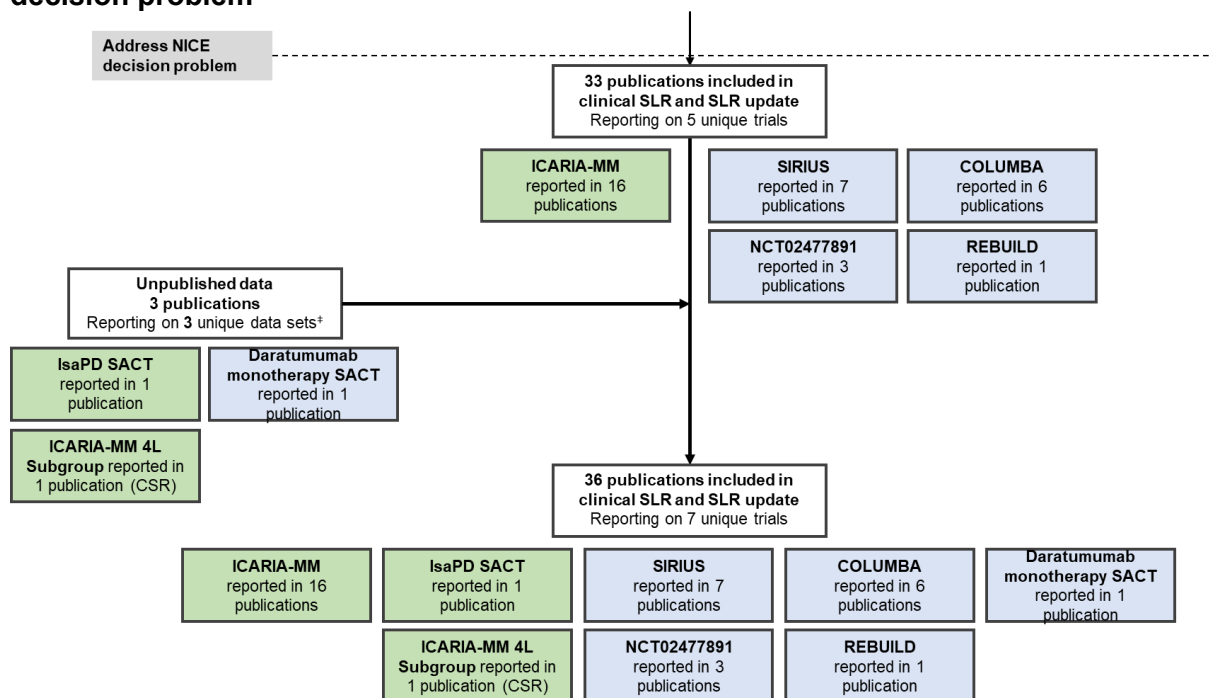 decision problem
Address NICE
decision problem
33 publications included in
clinical SLR and SLR update
Reporting on 5 unique trials
ICARIA-MM
reported in 16
publications
SIRIUS
reported in 7
publications
COLUMBA
reported in 6
publications
NCT02477891
reported in 3
publications
REBUILD
reported in 1
publication
Unpublished data
3 publications
Reporting on 3 unique data sets‡
IsaPD SACT
reported in 1
publication
Daratumumab
monotherapy SACT
reported in 1
publication
ICARIA-MM 4L
Subgroup reported in
1 publication (CSR)
36 publications included in
clinical SLR and SLR update
Reporting on 7 unique trials
ICARIA-MM
reported in 16
publications
IsaPD SACT
reported in 1
publication
SIRIUS
reported in 7
publications
COLUMBA
reported in 6
publications
Daratumumab
monotherapy SACT
reported in 1
publication
ICARIA-MM 4L
Subgroup reported in
1 publication (CSR)
NCT02477891
reported in 3
publications
REBUILD
reported in 1
publication